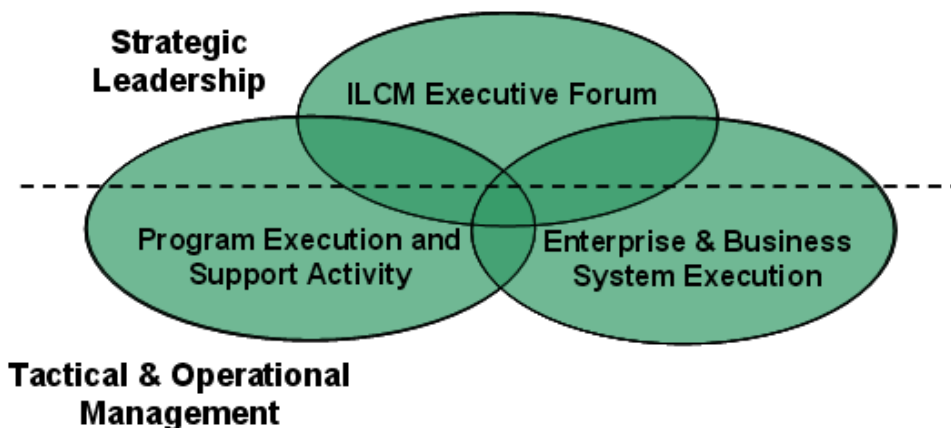 Strategic
Leadership
ILCM Executive Forum
Program Execution and
Support Activity
Enterprise & Business
System Execution
Tactical & Operational
Management